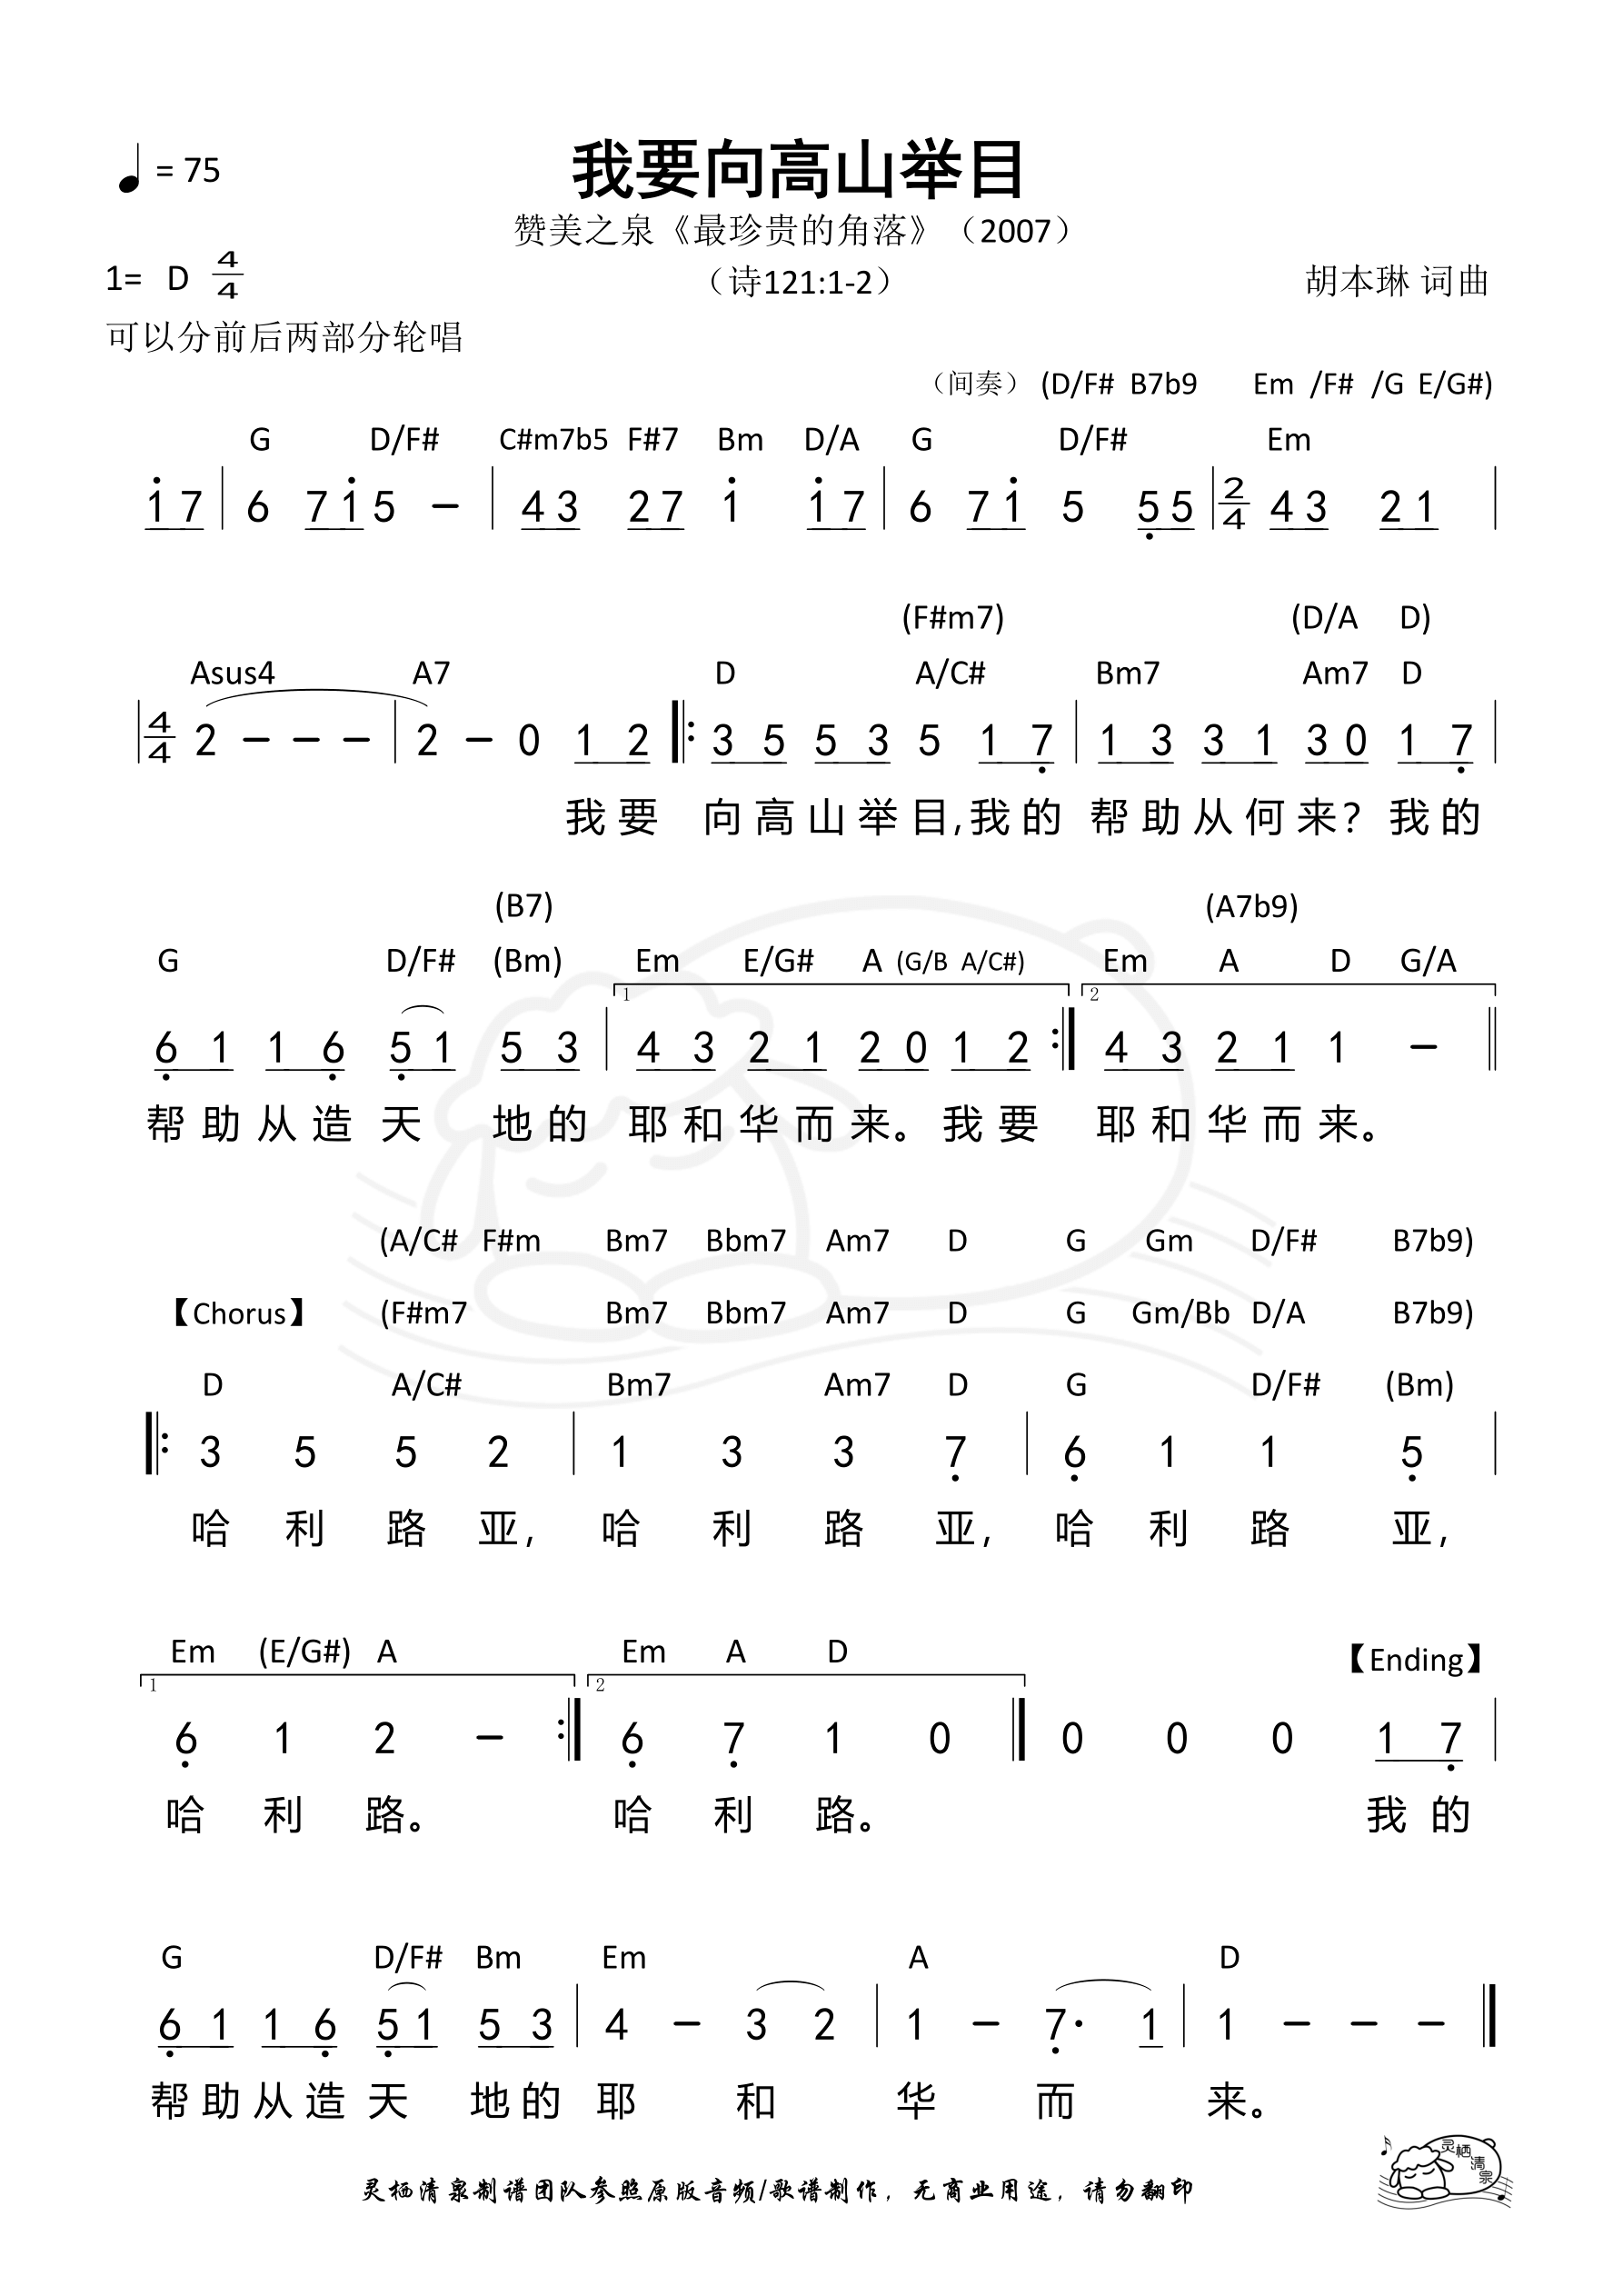 ♩ = 75
我要向高山举目
赞美之泉《最珍贵的角落》（2007）
1= D 4/4
（诗121:1-2）
胡本琳 词曲
可以分前后两部分轮唱
（间奏） (D/F# B7b9 Em /F# /G E/G#)
G D/F# C#m7b5 F#7 Bm D/A G D/F# Em
1̇ 7 | 6 7 1̇ 5 – | 4 3 2 7 1̇ 1̇ 7 | 6 7 1̇ 5 5̣ 5 | 2/4 4 3 2 1 |
(F#m7) (D/A D)
Asus4 A7 D A/C# Bm7 Am7 D
| 4/4 2 – – – | 2 – 0 1 2 ‖: 3 5 5 3 5 1 7̣ | 1 3 3 1 3 0 1 7̣ |
我要 向高山举目,我的 帮助从何来? 我的
(B7) (A7b9)
G D/F# (Bm) Em E/G# A (G/B A/C#) Em A D G/A
1 2
6̣ 1 1 6̣ 5̣ 1 5 3 | 4 3 2 1 2 0 1 2 :‖ 4 3 2 1 1 – ‖
帮助从造天 地的 耶和华而来。我要 耶和华而来。
(A/C# F#m Bm7 Bbm7 Am7 D G Gm D/F# B7b9)
【Chorus】 (F#m7 Bm7 Bbm7 Am7 D G Gm/Bb D/A B7b9)
D A/C# Bm7 Am7 D G D/F# (Bm)
‖: 3 5 5 2 | 1 3 3 7̣ | 6̣ 1 1 5̣ |
哈利路亚, 哈利路亚, 哈利路亚,
Em (E/G#) A Em A D 【Ending】
1 2
6̣ 1 2 – :‖ 6̣ 7̣ 1 0 ‖ 0 0 0 1 7̣ |
哈利路。 哈利路。 我的
G D/F# Bm Em A D
6̣ 1 1 6̣ 5̣ 1 5 3 | 4 – 3 2 | 1 – 7̣· 1 | 1 – – – ‖
帮助从造天 地的 耶 和 华 而 来。
灵栖清泉制谱团队参照原版音频/歌谱制作，无商业用途，请勿翻印
灵栖清泉